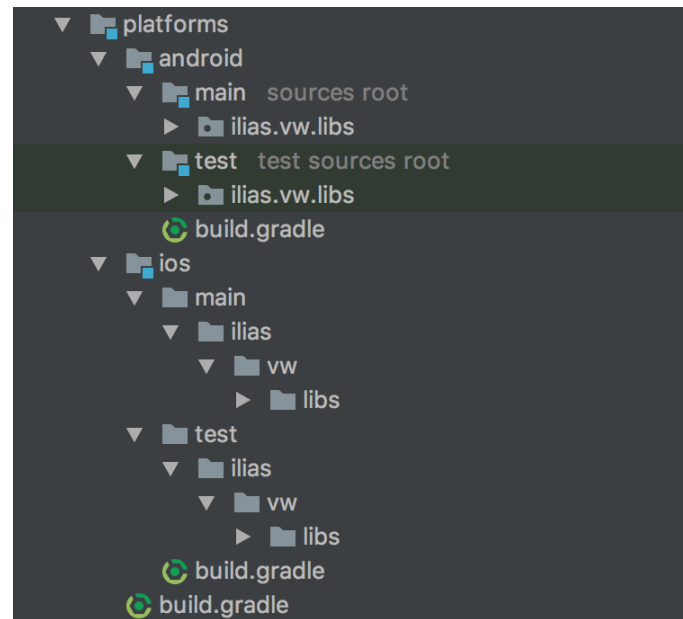 platforms
android
main sources root
ilias.vw.libs
test test sources root
ilias.vw.libs
build.gradle
ios
main
ilias
vw
libs
test
ilias
vw
libs
build.gradle
build.gradle